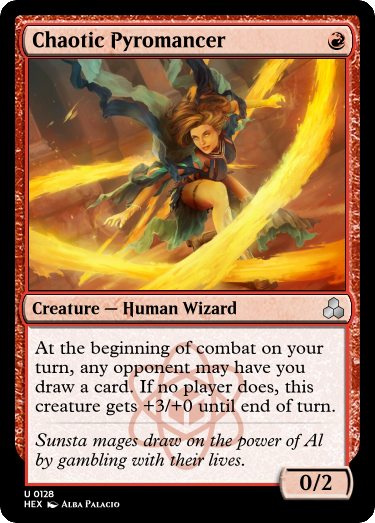 Chaotic Pyromancer
Creature — Human Wizard
At the beginning of combat on your
turn, any opponent may have you
draw a card. If no player does, this
creature gets +3/+0 until end of turn.
Sunsta mages draw on the power of Al
by gambling with their lives.
0/2
U 0128
HEX Alba Palacio